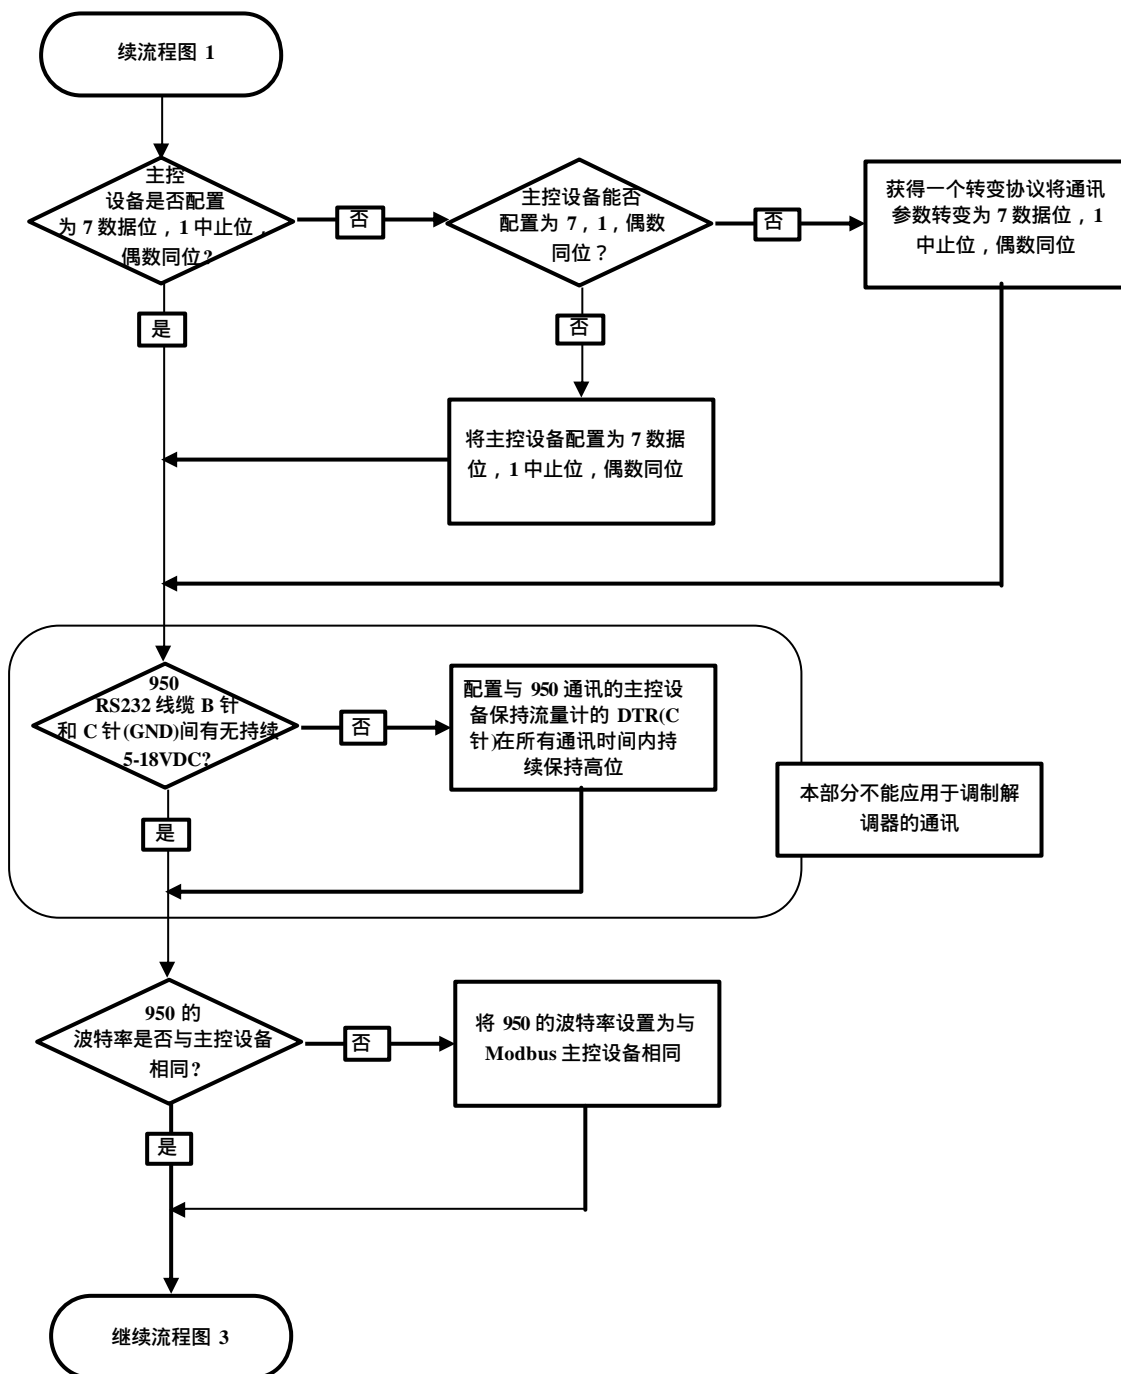 续流程图 1
主控
设备是否配置
为 7 数据位，1 中止位，
偶数同位?
否
主控设备能否
配置为 7，1，偶数
同位？
否
获得一个转变协议将通讯
参数转变为 7 数据位，1
中止位，偶数同位
是
否
将主控设备配置为 7 数据
位，1 中止位，偶数同位
950
RS232 线缆 B 针
和 C 针(GND)间有无持续
5-18VDC?
否
配置与 950 通讯的主控设
备保持流量计的 DTR(C
针)在所有通讯时间内持
续保持高位
本部分不能应用于调制解
调器的通讯
是
950 的
波特率是否与主控设备
相同?
否
将 950 的波特率设置为与
Modbus 主控设备相同
是
继续流程图 3